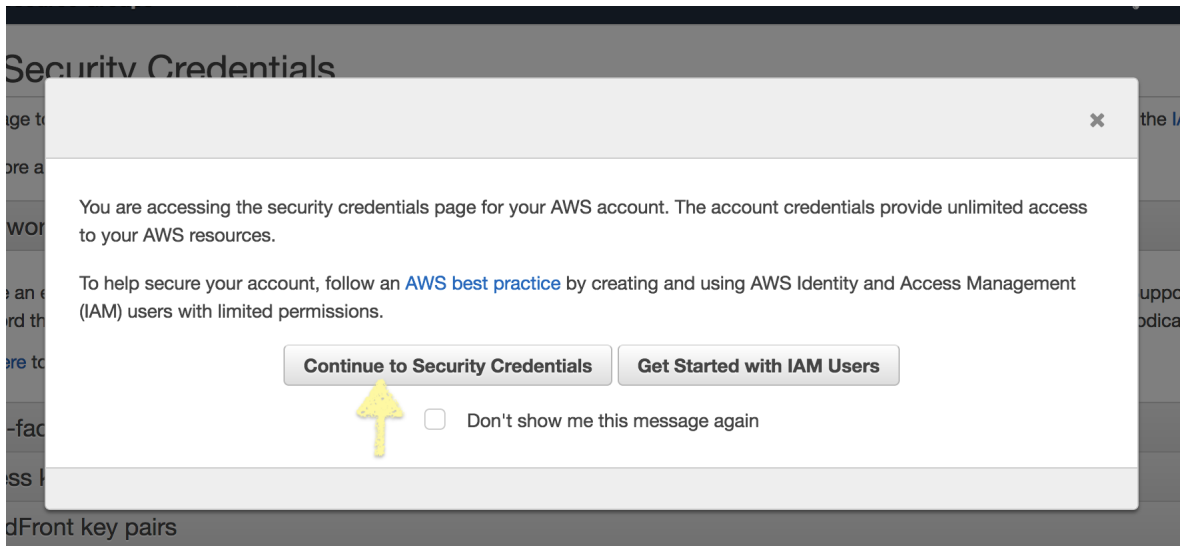 Security Credentials
the
You are accessing the security credentials page for your AWS account. The account credentials provide unlimited access
to your AWS resources.
To help secure your account, follow an AWS best practice by creating and using AWS Identity and Access Management
(IAM) users with limited permissions.
Continue to Security Credentials
Get Started with IAM Users
Don't show me this message again
key pairs